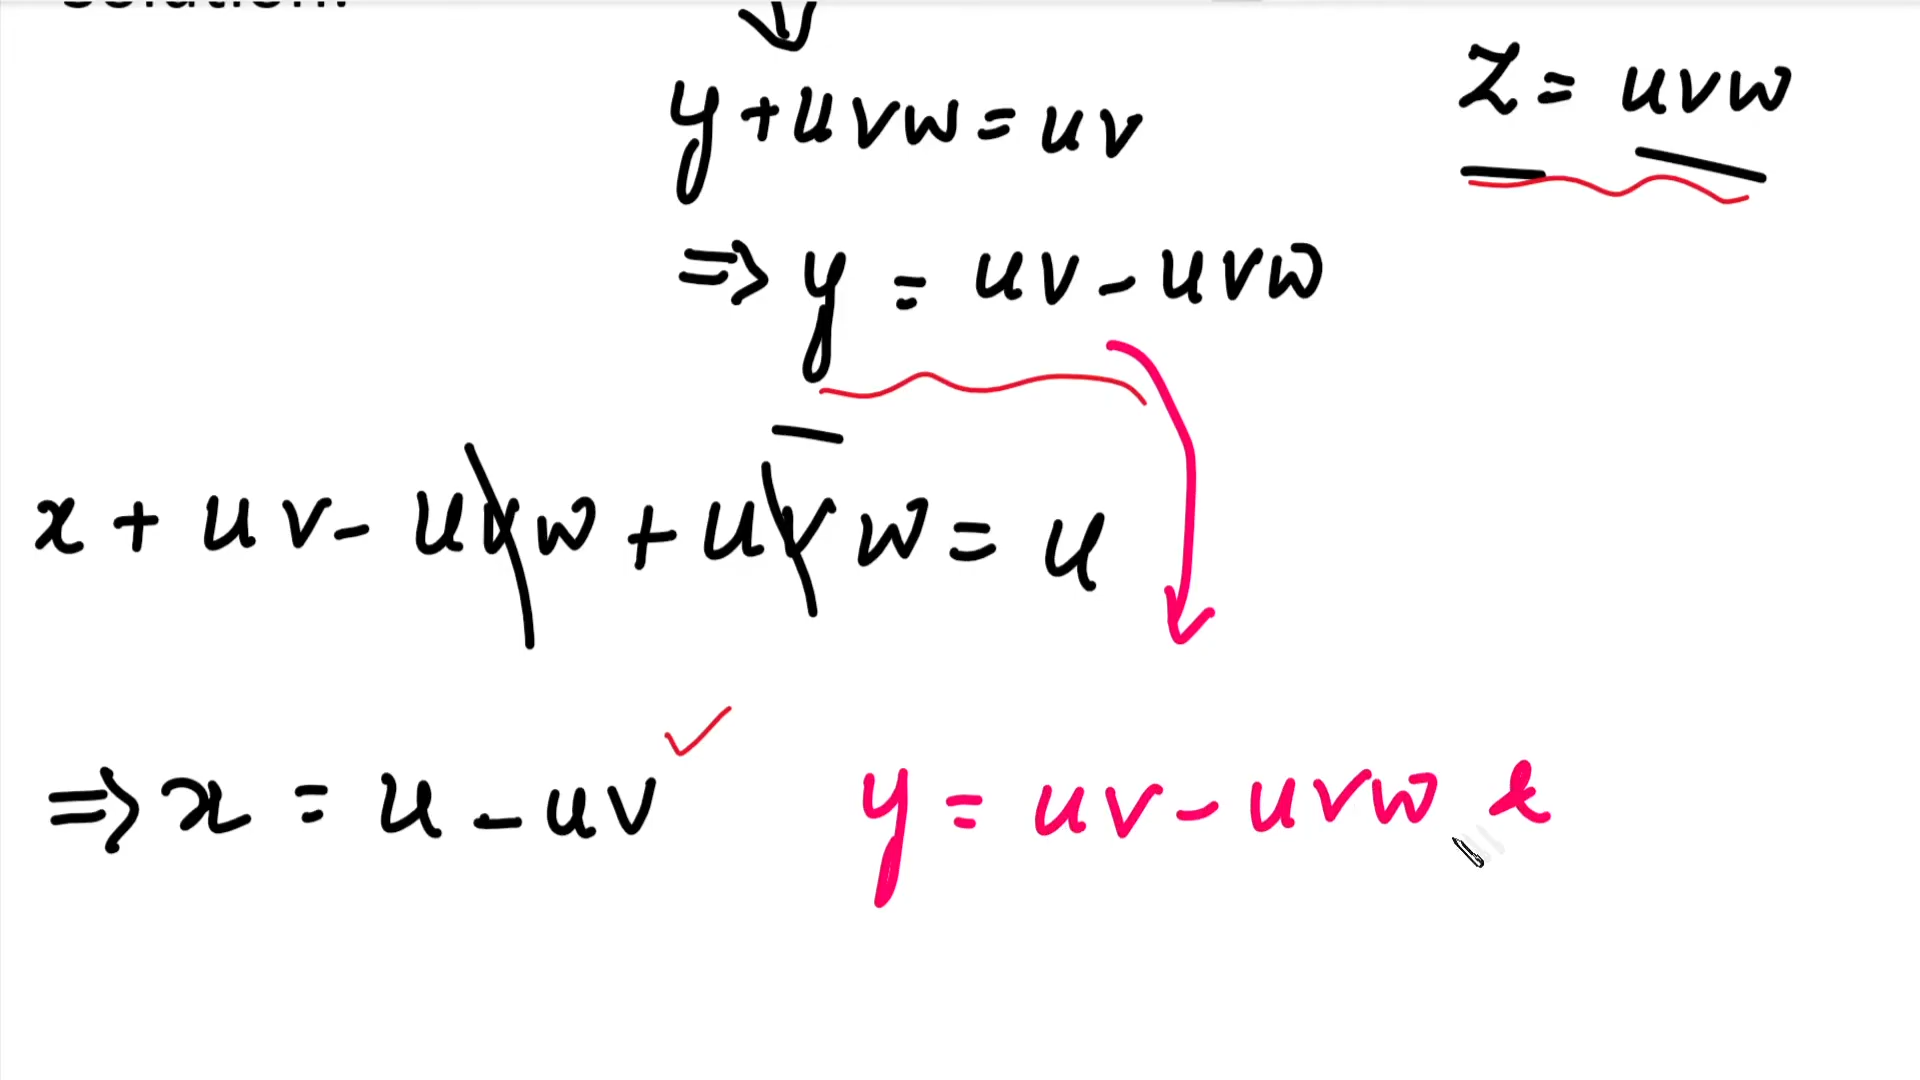 y + uvw = uv
z = uvw
=> y = uv - uvw
x + uv - uvw + uvw = u
=> x = u - uv ✓
y = uv - uvw &